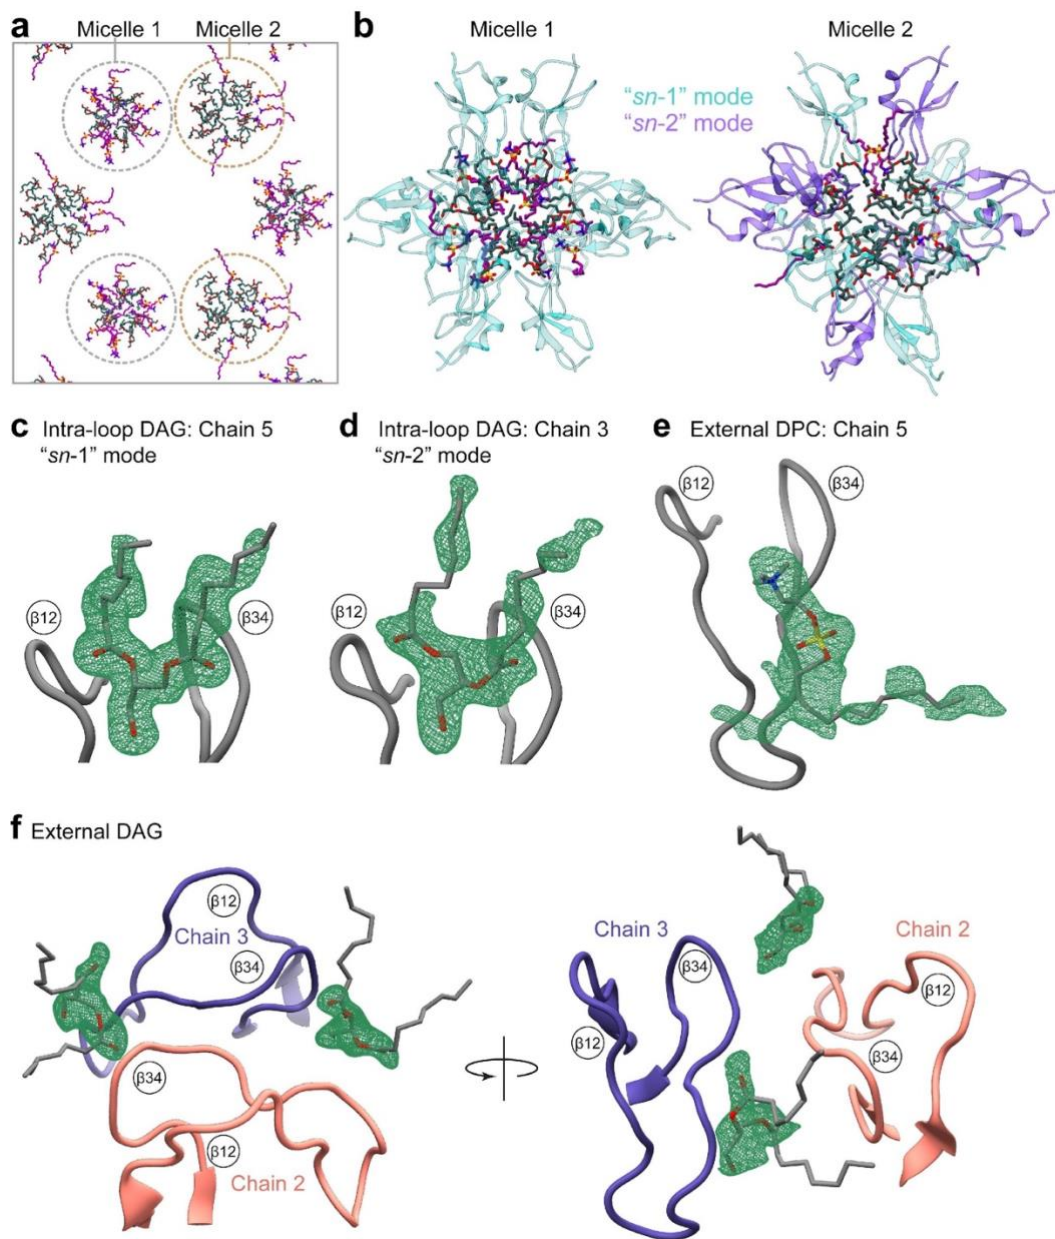 a
Micelle 1
Micelle 2
b
Micelle 1
Micelle 2
"sn-1" mode
"sn-2" mode
c Intra-loop DAG: Chain 5
"sn-1" mode
β12
β34
d Intra-loop DAG: Chain 3
"sn-2" mode
β12
β34
e External DPC: Chain 5
β12
β34
f External DAG
β12
Chain 3
β34
β34
β12
Chain 2
Chain 3
β34
β12
Chain 2
β12
β34